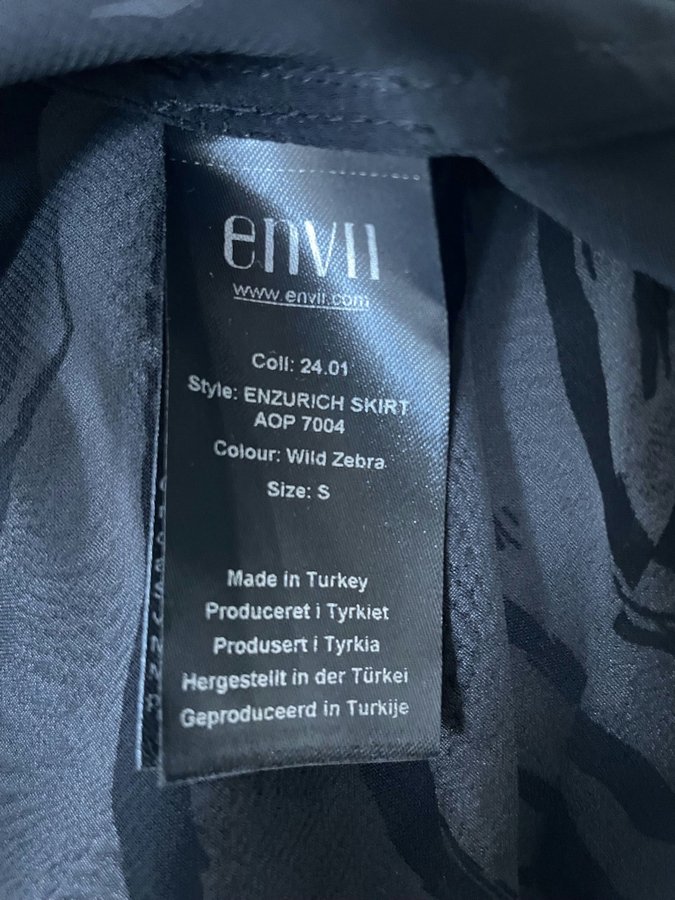 envii
www.envii.com
Coll: 24.01
Style: ENZURICH SKIRT
AOP 7004
Colour: Wild Zebra
Size: S
Made in Turkey
Produceret i Tyrkiet
Produsert i Tyrkia
Hergestellt in der Türkei
Geproduceerd in Turkije